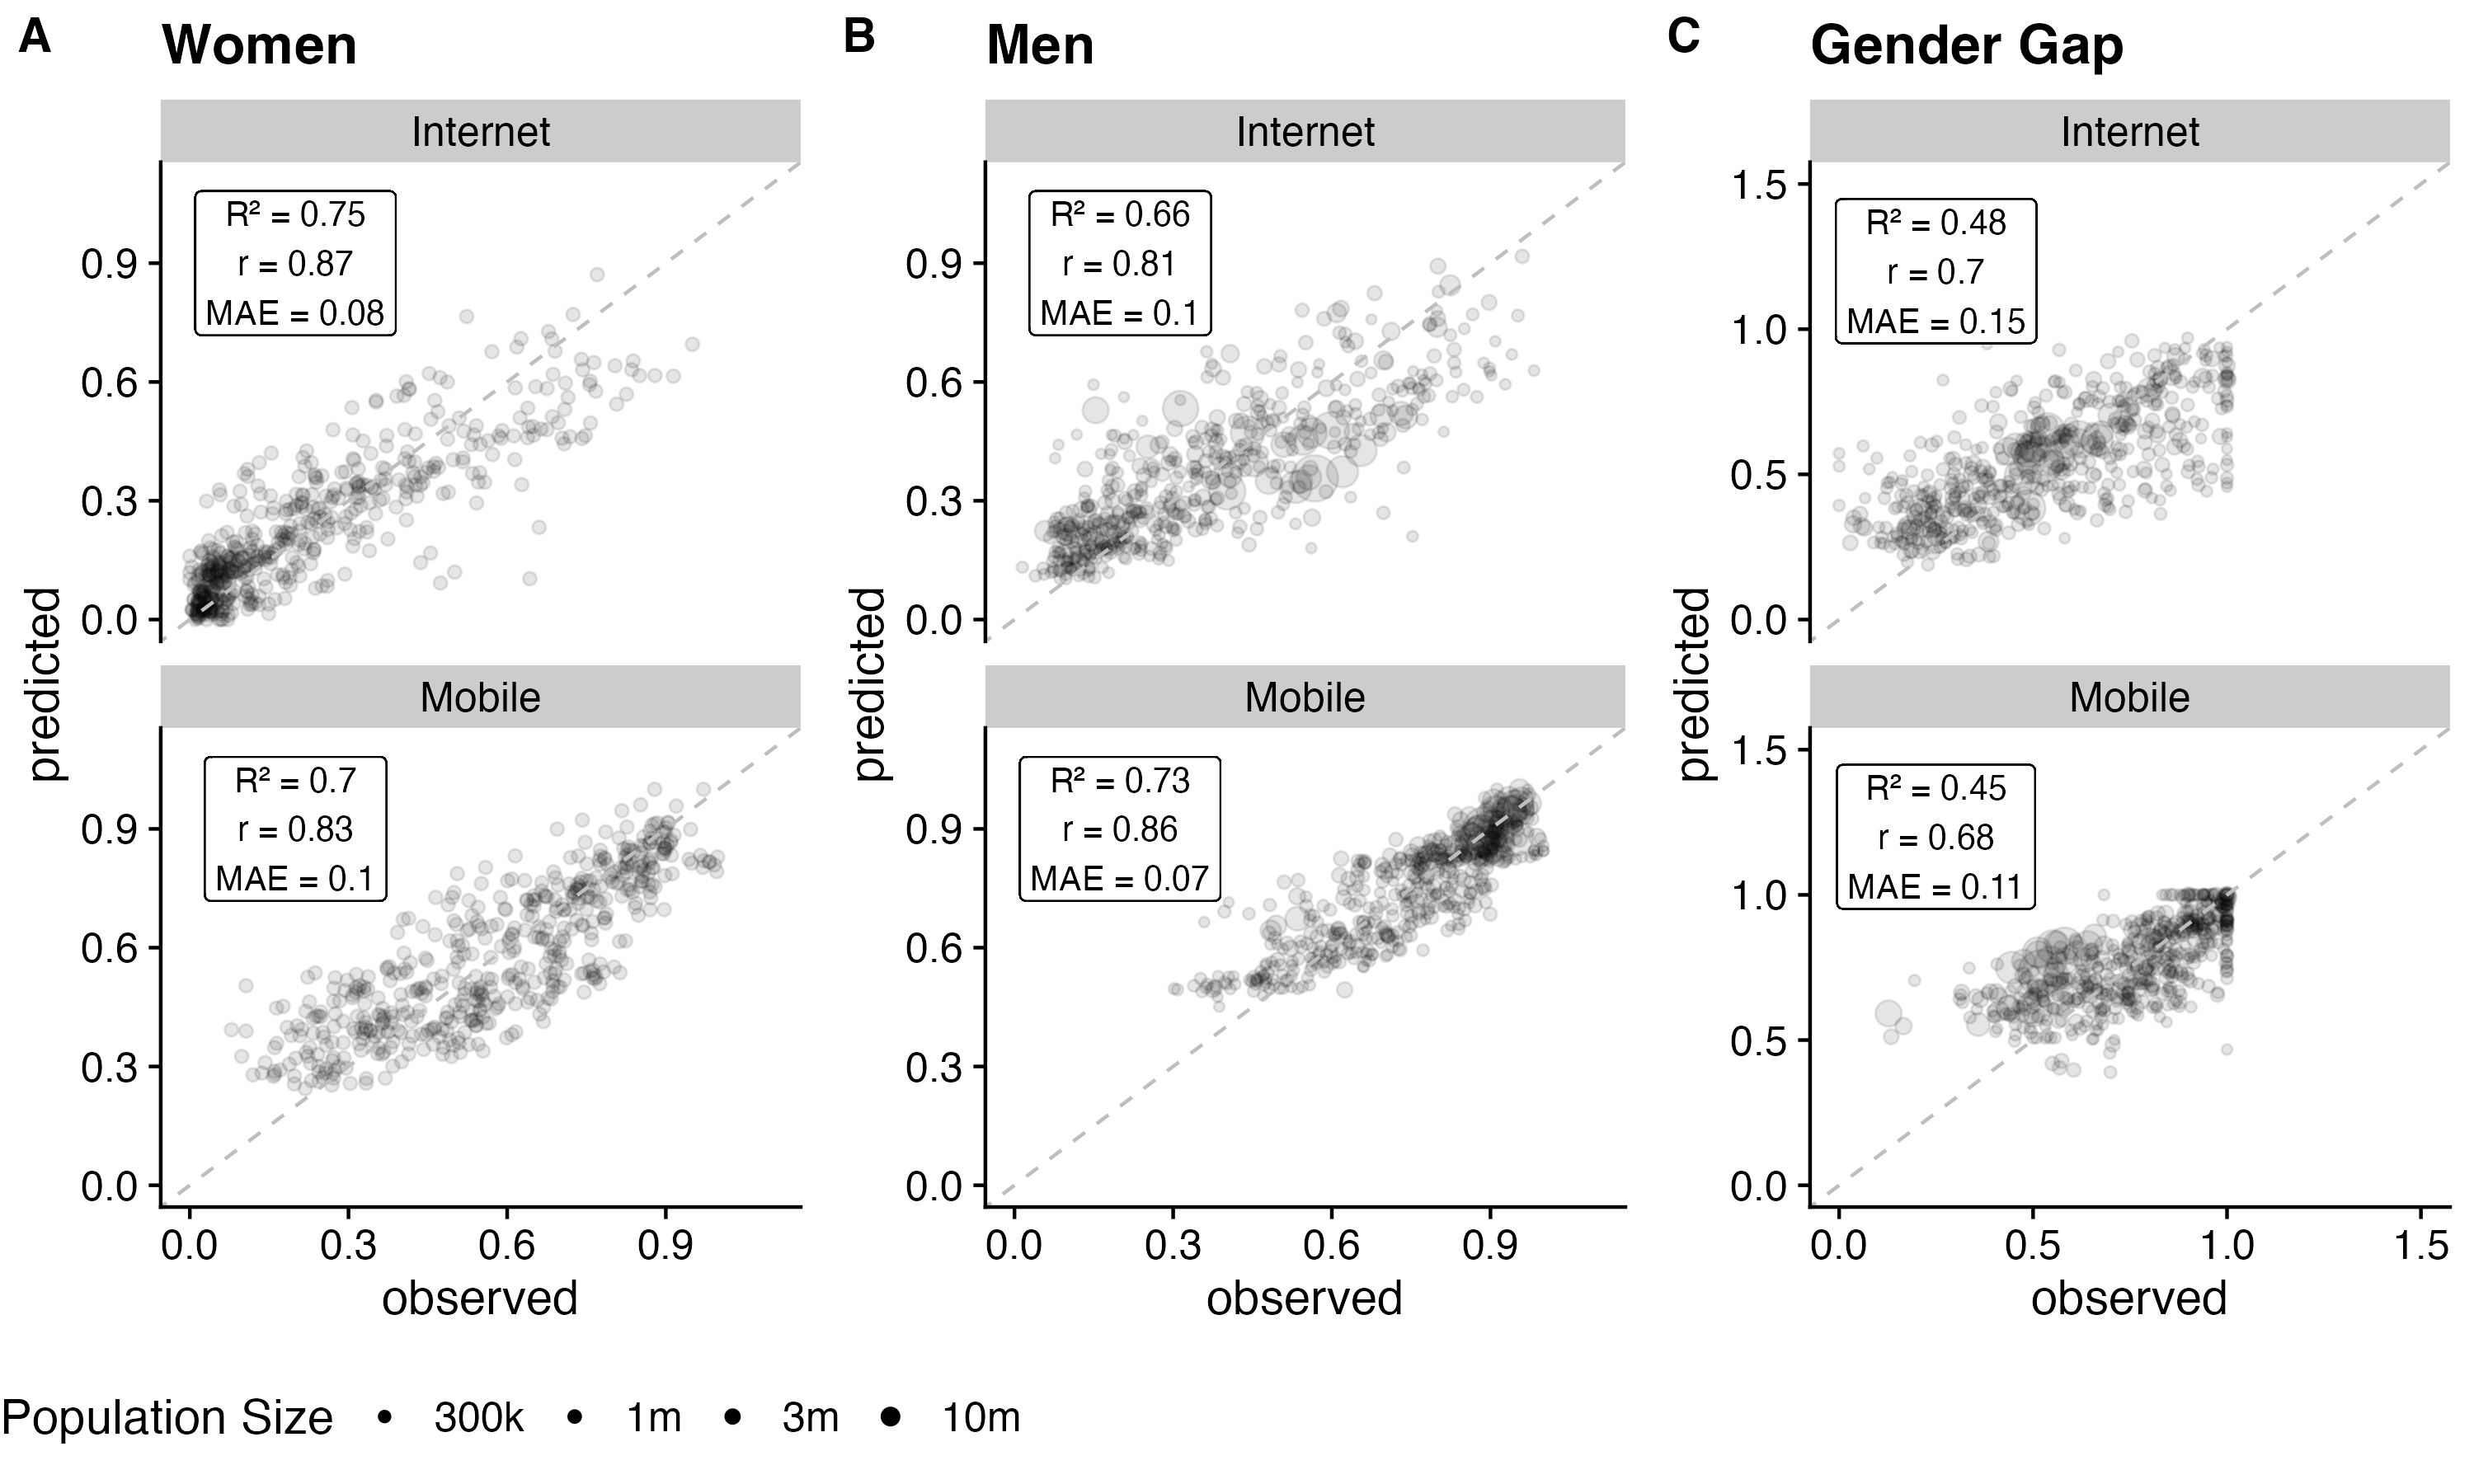 A Women
Internet
R² = 0.75
r = 0.87
MAE = 0.08
0.9
0.6
0.3
0.0
predicted
Mobile
R² = 0.7
r = 0.83
MAE = 0.1
0.9
0.6
0.3
0.0
0.0 0.3 0.6 0.9
observed
B Men
Internet
R² = 0.66
r = 0.81
MAE = 0.1
0.9
0.6
0.3
0.0
predicted
Mobile
R² = 0.73
r = 0.86
MAE = 0.07
0.9
0.6
0.3
0.0
0.0 0.3 0.6 0.9
observed
C Gender Gap
Internet
1.5
R² = 0.48
r = 0.7
MAE = 0.15
1.0
0.5
0.0
predicted
Mobile
1.5
R² = 0.45
r = 0.68
MAE = 0.11
1.0
0.5
0.0
0.0 0.5 1.0 1.5
observed
Population Size 300k 1m 3m 10m